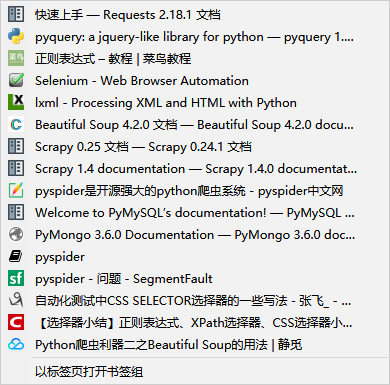 快速上手 — Requests 2.18.1 文档
pyquery: a jquery-like library for python — pyquery 1....
菜鸟 正则表达式 – 教程 | 菜鸟教程
Selenium - Web Browser Automation
lxml - Processing XML and HTML with Python
Beautiful Soup 4.2.0 文档 — Beautiful Soup 4.2.0 docu...
Scrapy 0.25 文档 — Scrapy 0.24.1 文档
Scrapy 1.4 documentation — Scrapy 1.4.0 documentat...
pyspider是开源强大的python爬虫系统 - pyspider中文网
Welcome to PyMySQL’s documentation! — PyMySQL ...
PyMongo 3.6.0 Documentation — PyMongo 3.6.0 doc...
pyspider
sf pyspider - 问题 - SegmentFault
自动化测试中CSS SELECTOR选择器的一些写法 - 张飞_ - ...
C 【选择器小结】正则表达式、XPath选择器、CSS选择器小...
Python爬虫利器二之Beautiful Soup的用法 | 静觅
以标签页打开书签组